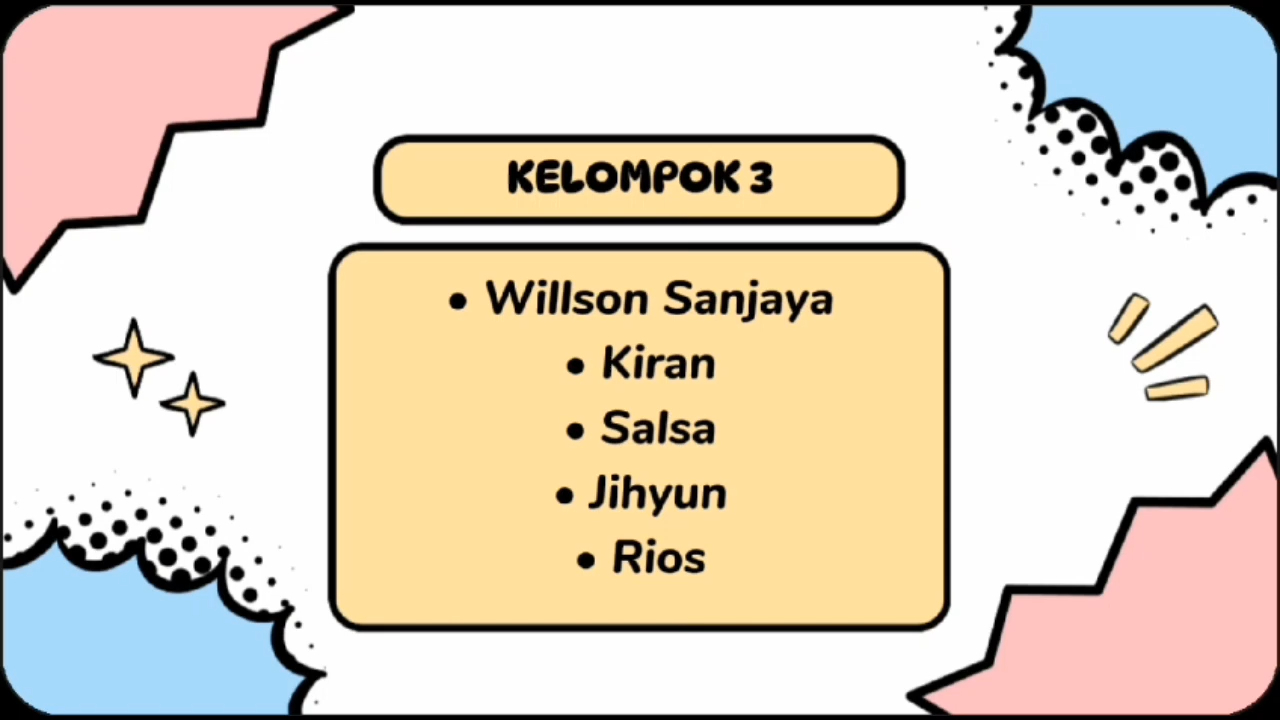 KELOMPOK 3
• Willson Sanjaya
• Kiran
• Salsa
• Jihyun
• Rios